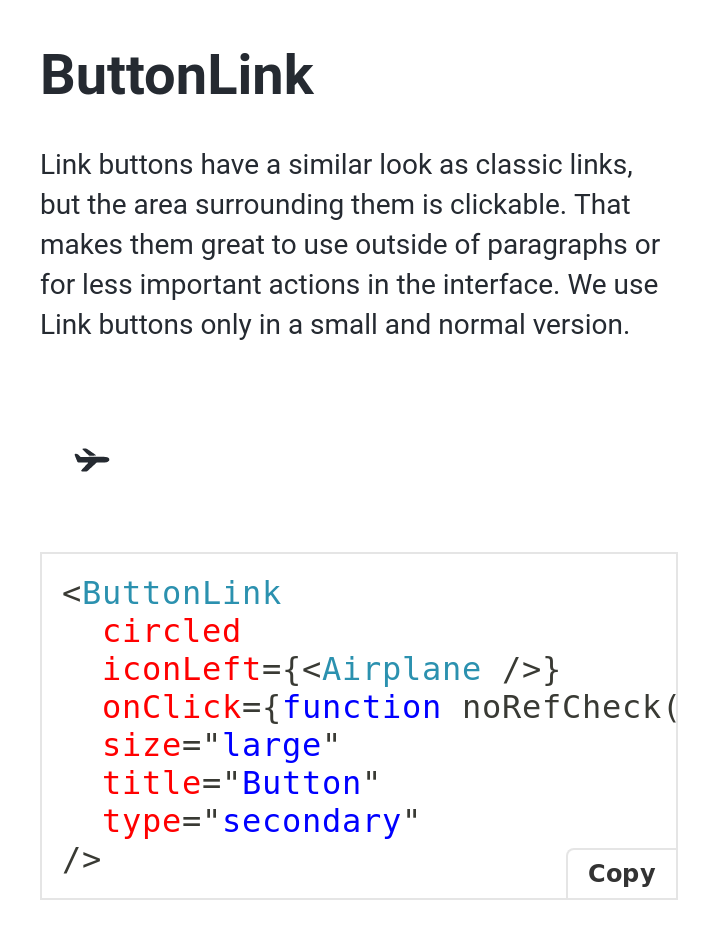 ButtonLink
Link buttons have a similar look as classic links,
but the area surrounding them is clickable. That
makes them great to use outside of paragraphs or
for less important actions in the interface. We use
Link buttons only in a small and normal version.
<ButtonLink
  circled
  iconLeft={<Airplane />}
  onClick={function noRefCheck(
  size="large"
  title="Button"
  type="secondary"
/>
Copy